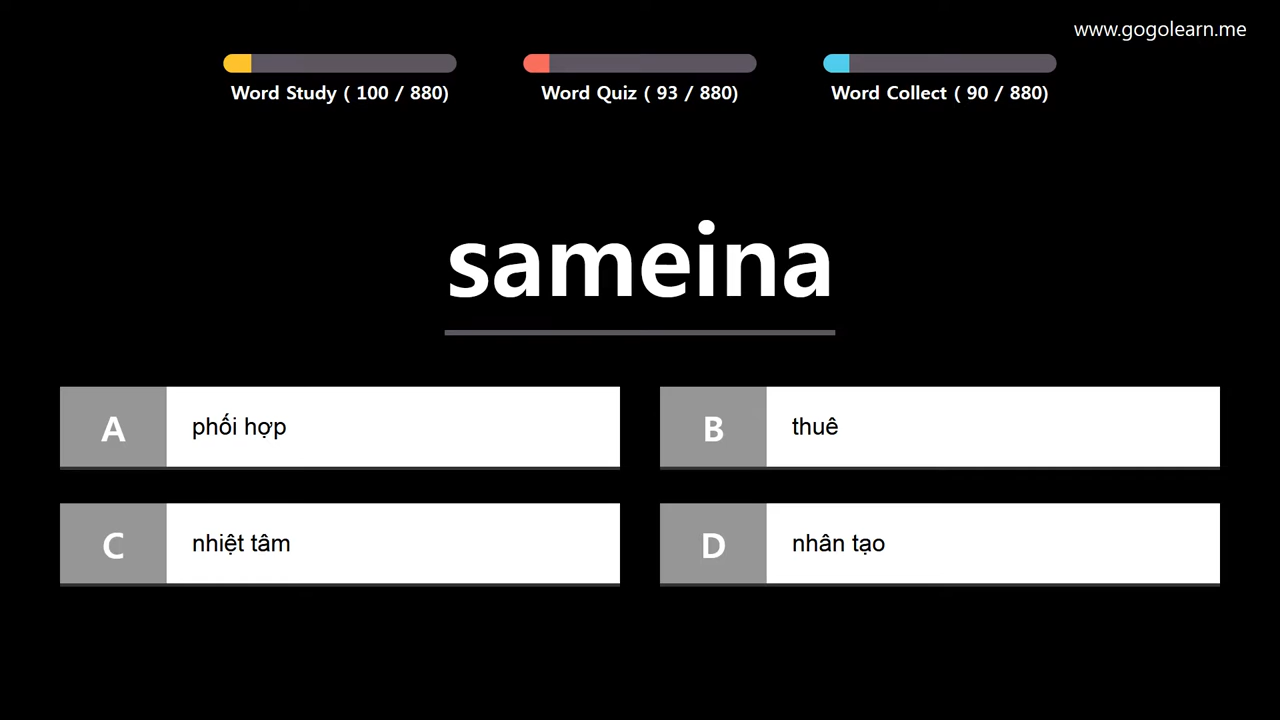 www.gogolearn.me
Word Study ( 100 / 880)
Word Quiz ( 93 / 880)
Word Collect ( 90 / 880)
sameina
A phối hợp
B thuê
C nhiệt tâm
D nhân tạo